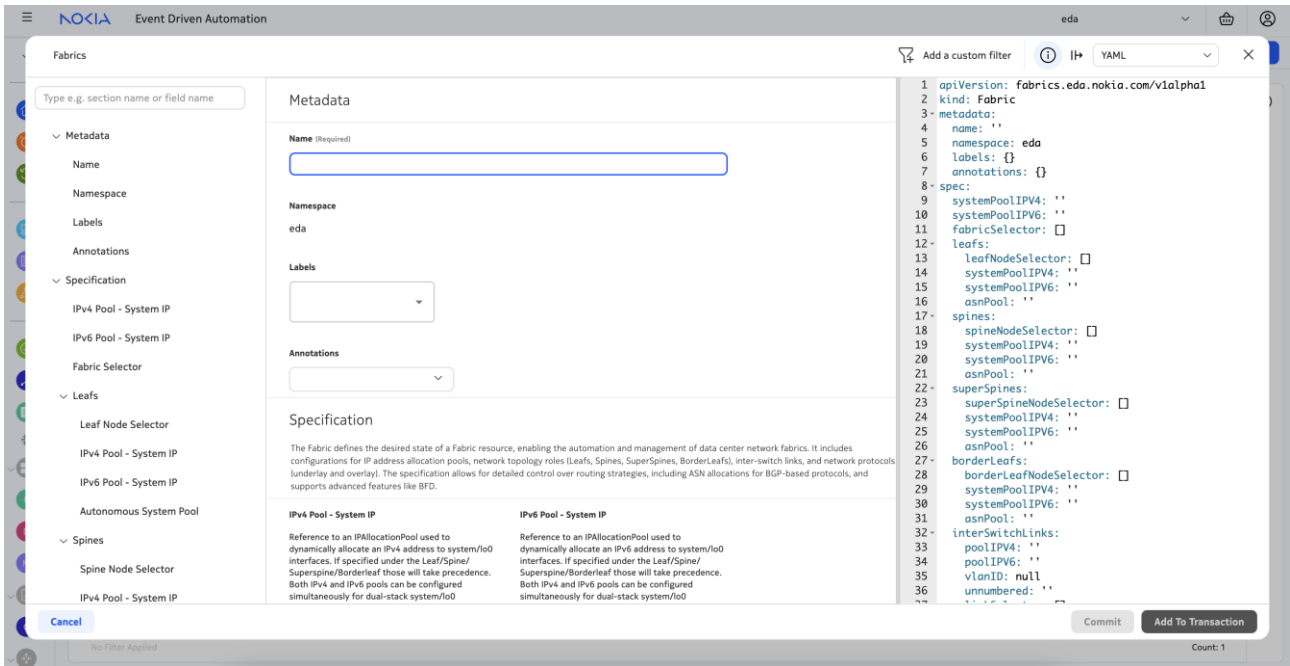 NOKIA Event Driven Automation eda
Fabrics Add a custom filter YAML
Type e.g. section name or field name
Metadata
Name
Namespace
Labels
Annotations
Specification
IPv4 Pool - System IP
IPv6 Pool - System IP
Fabric Selector
Leafs
Leaf Node Selector
IPv4 Pool - System IP
IPv6 Pool - System IP
Autonomous System Pool
Spines
Spine Node Selector
IPv4 Pool - System IP
Metadata
Name (Required)
Namespace
eda
Labels
Annotations
Specification
The Fabric defines the desired state of a Fabric resource, enabling the automation and management of data center network fabrics. It includes
configurations for IP address allocation pools, network topology roles (Leafs, Spines, SuperSpines, BorderLeafs), inter-switch links, and network protocols
(underlay and overlay). The specification allows for detailed control over routing strategies, including ASN allocations for BGP-based protocols, and
supports advanced features like BFD.
IPv4 Pool - System IP
Reference to an IPAllocationPool used to
dynamically allocate an IPv4 address to system/lo0
interfaces. If specified under the Leaf/Spine/
Superspine/Borderleaf those will take precedence.
Both IPv4 and IPv6 pools can be configured
simultaneously for dual-stack system/lo0
IPv6 Pool - System IP
Reference to an IPAllocationPool used to
dynamically allocate an IPv6 address to system/lo0
interfaces. If specified under the Leaf/Spine/
Superspine/Borderleaf those will take precedence.
Both IPv4 and IPv6 pools can be configured
simultaneously for dual-stack system/lo0
1 apiVersion: fabrics.eda.nokia.com/v1alpha1
2 kind: Fabric
3 metadata:
4 name: ''
5 namespace: eda
6 labels: {}
7 annotations: {}
8 spec:
9 systemPoolIPV4: ''
10 systemPoolIPV6: ''
11 fabricSelector: []
12 leafs:
13 leafNodeSelector: []
14 systemPoolIPV4: ''
15 systemPoolIPV6: ''
16 asnPool: ''
17 spines:
18 spineNodeSelector: []
19 systemPoolIPV4: ''
20 systemPoolIPV6: ''
21 asnPool: ''
22 superSpines:
23 superSpineNodeSelector: []
24 systemPoolIPV4: ''
25 systemPoolIPV6: ''
26 asnPool: ''
27 borderLeafs:
28 borderLeafNodeSelector: []
29 systemPoolIPV4: ''
30 systemPoolIPV6: ''
31 asnPool: ''
32 interSwitchLinks:
33 poolIPV4: ''
34 poolIPV6: ''
35 vlanID: null
36 unnumbered: ''
Cancel Commit Add To Transaction
No Filter Applied Count: 1